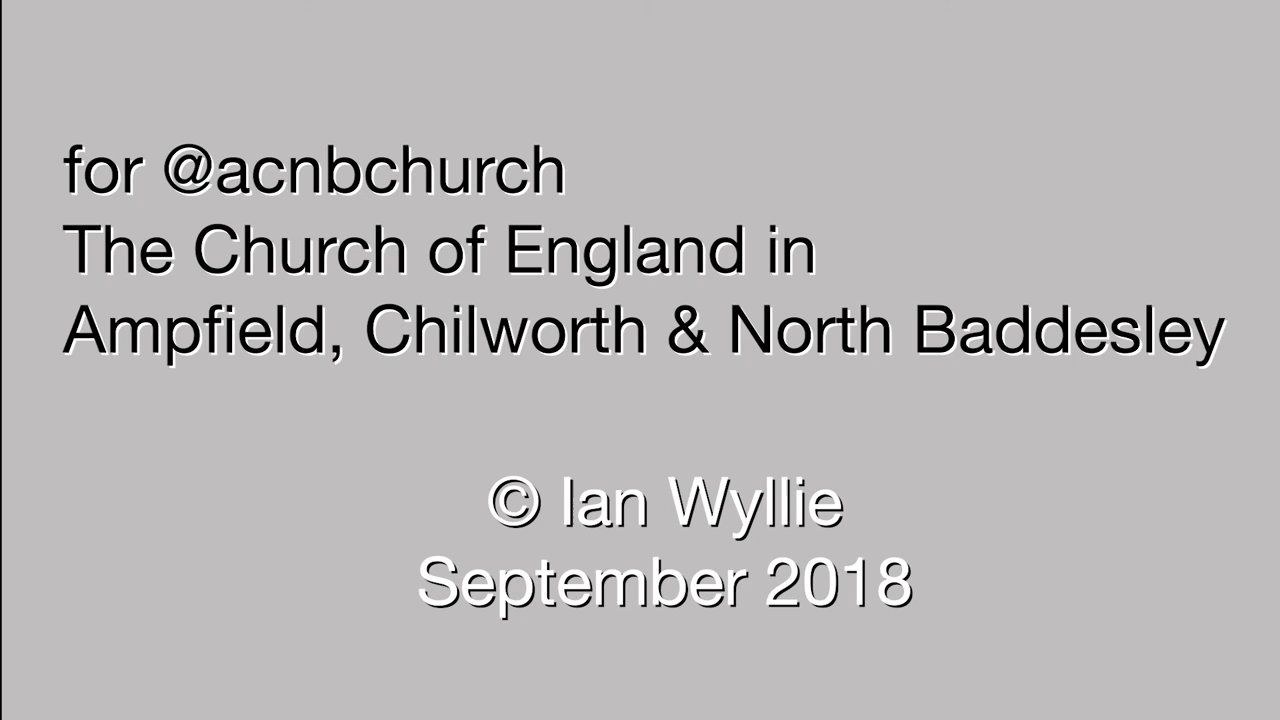 for @acnbchurch
The Church of England in
Ampfield, Chilworth & North Baddesley
© Ian Wyllie
September 2018